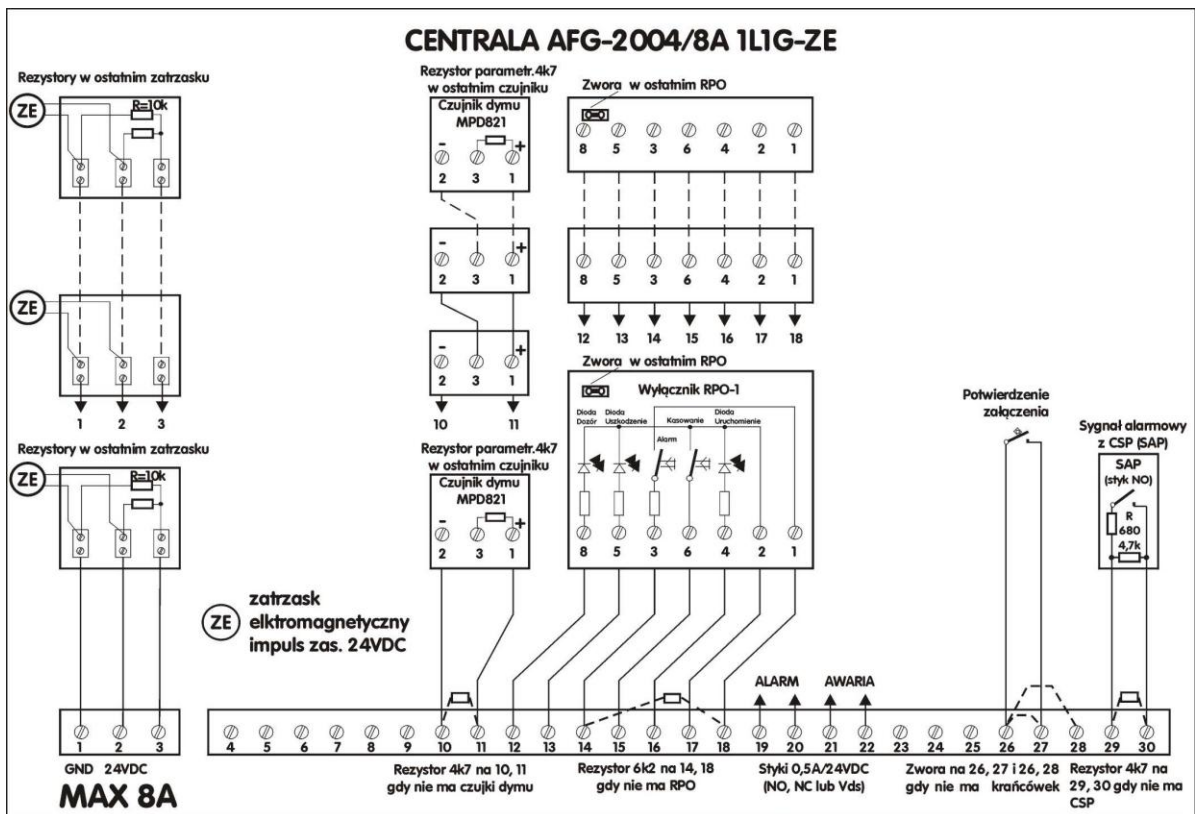 CENTRALA AFG-2004/8A 1L1G-ZE
Rezystory w ostatnim zatrzasku
ZE
R=10k
Rezystor parametr.4k7
w ostatnim czujniku
Czujnik dymu
MPD821
- +
2 3 1
Zwora w ostatnim RPO
8 5 3 6 4 2 1
ZE
1 2 3
- +
2 3 1
- +
2 3 1
10 11
8 5 3 6 4 2 1
12 13 14 15 16 17 18
Rezystory w ostatnim zatrzasku
ZE
R=10k
Rezystor parametr.4k7
w ostatnim czujniku
Czujnik dymu
MPD821
- +
2 3 1
Zwora w ostatnim RPO
Wyłącznik RPO-1
Dioda
Dozór
Dioda
Uszkodzenie
Alarm
Kasowanie
Dioda
Uruchomienie
8 5 3 6 4 2 1
Potwierdzenie
załączenia
Sygnał alarmowy
z CSP (SAP)
SAP
(styk NO)
R
680
4,7k
ZE
zatrzask
elktromagnetyczny
impuls zas. 24VDC
ALARM AWARIA
1 2 3
4 5 6 7 8 9 10 11 12 13 14 15 16 17 18 19 20 21 22 23 24 25 26 27 28 29 30
GND 24VDC
MAX 8A
Rezystor 4k7 na 10, 11
gdy nie ma czujki dymu
Rezystor 6k2 na 14, 18
gdy nie ma RPO
Styki 0,5A/24VDC
(NO, NC lub Vds)
Zwora na 26, 27 i 26, 28
gdy nie ma krańcówek
Rezystor 4k7 na
29, 30 gdy nie ma
CSP